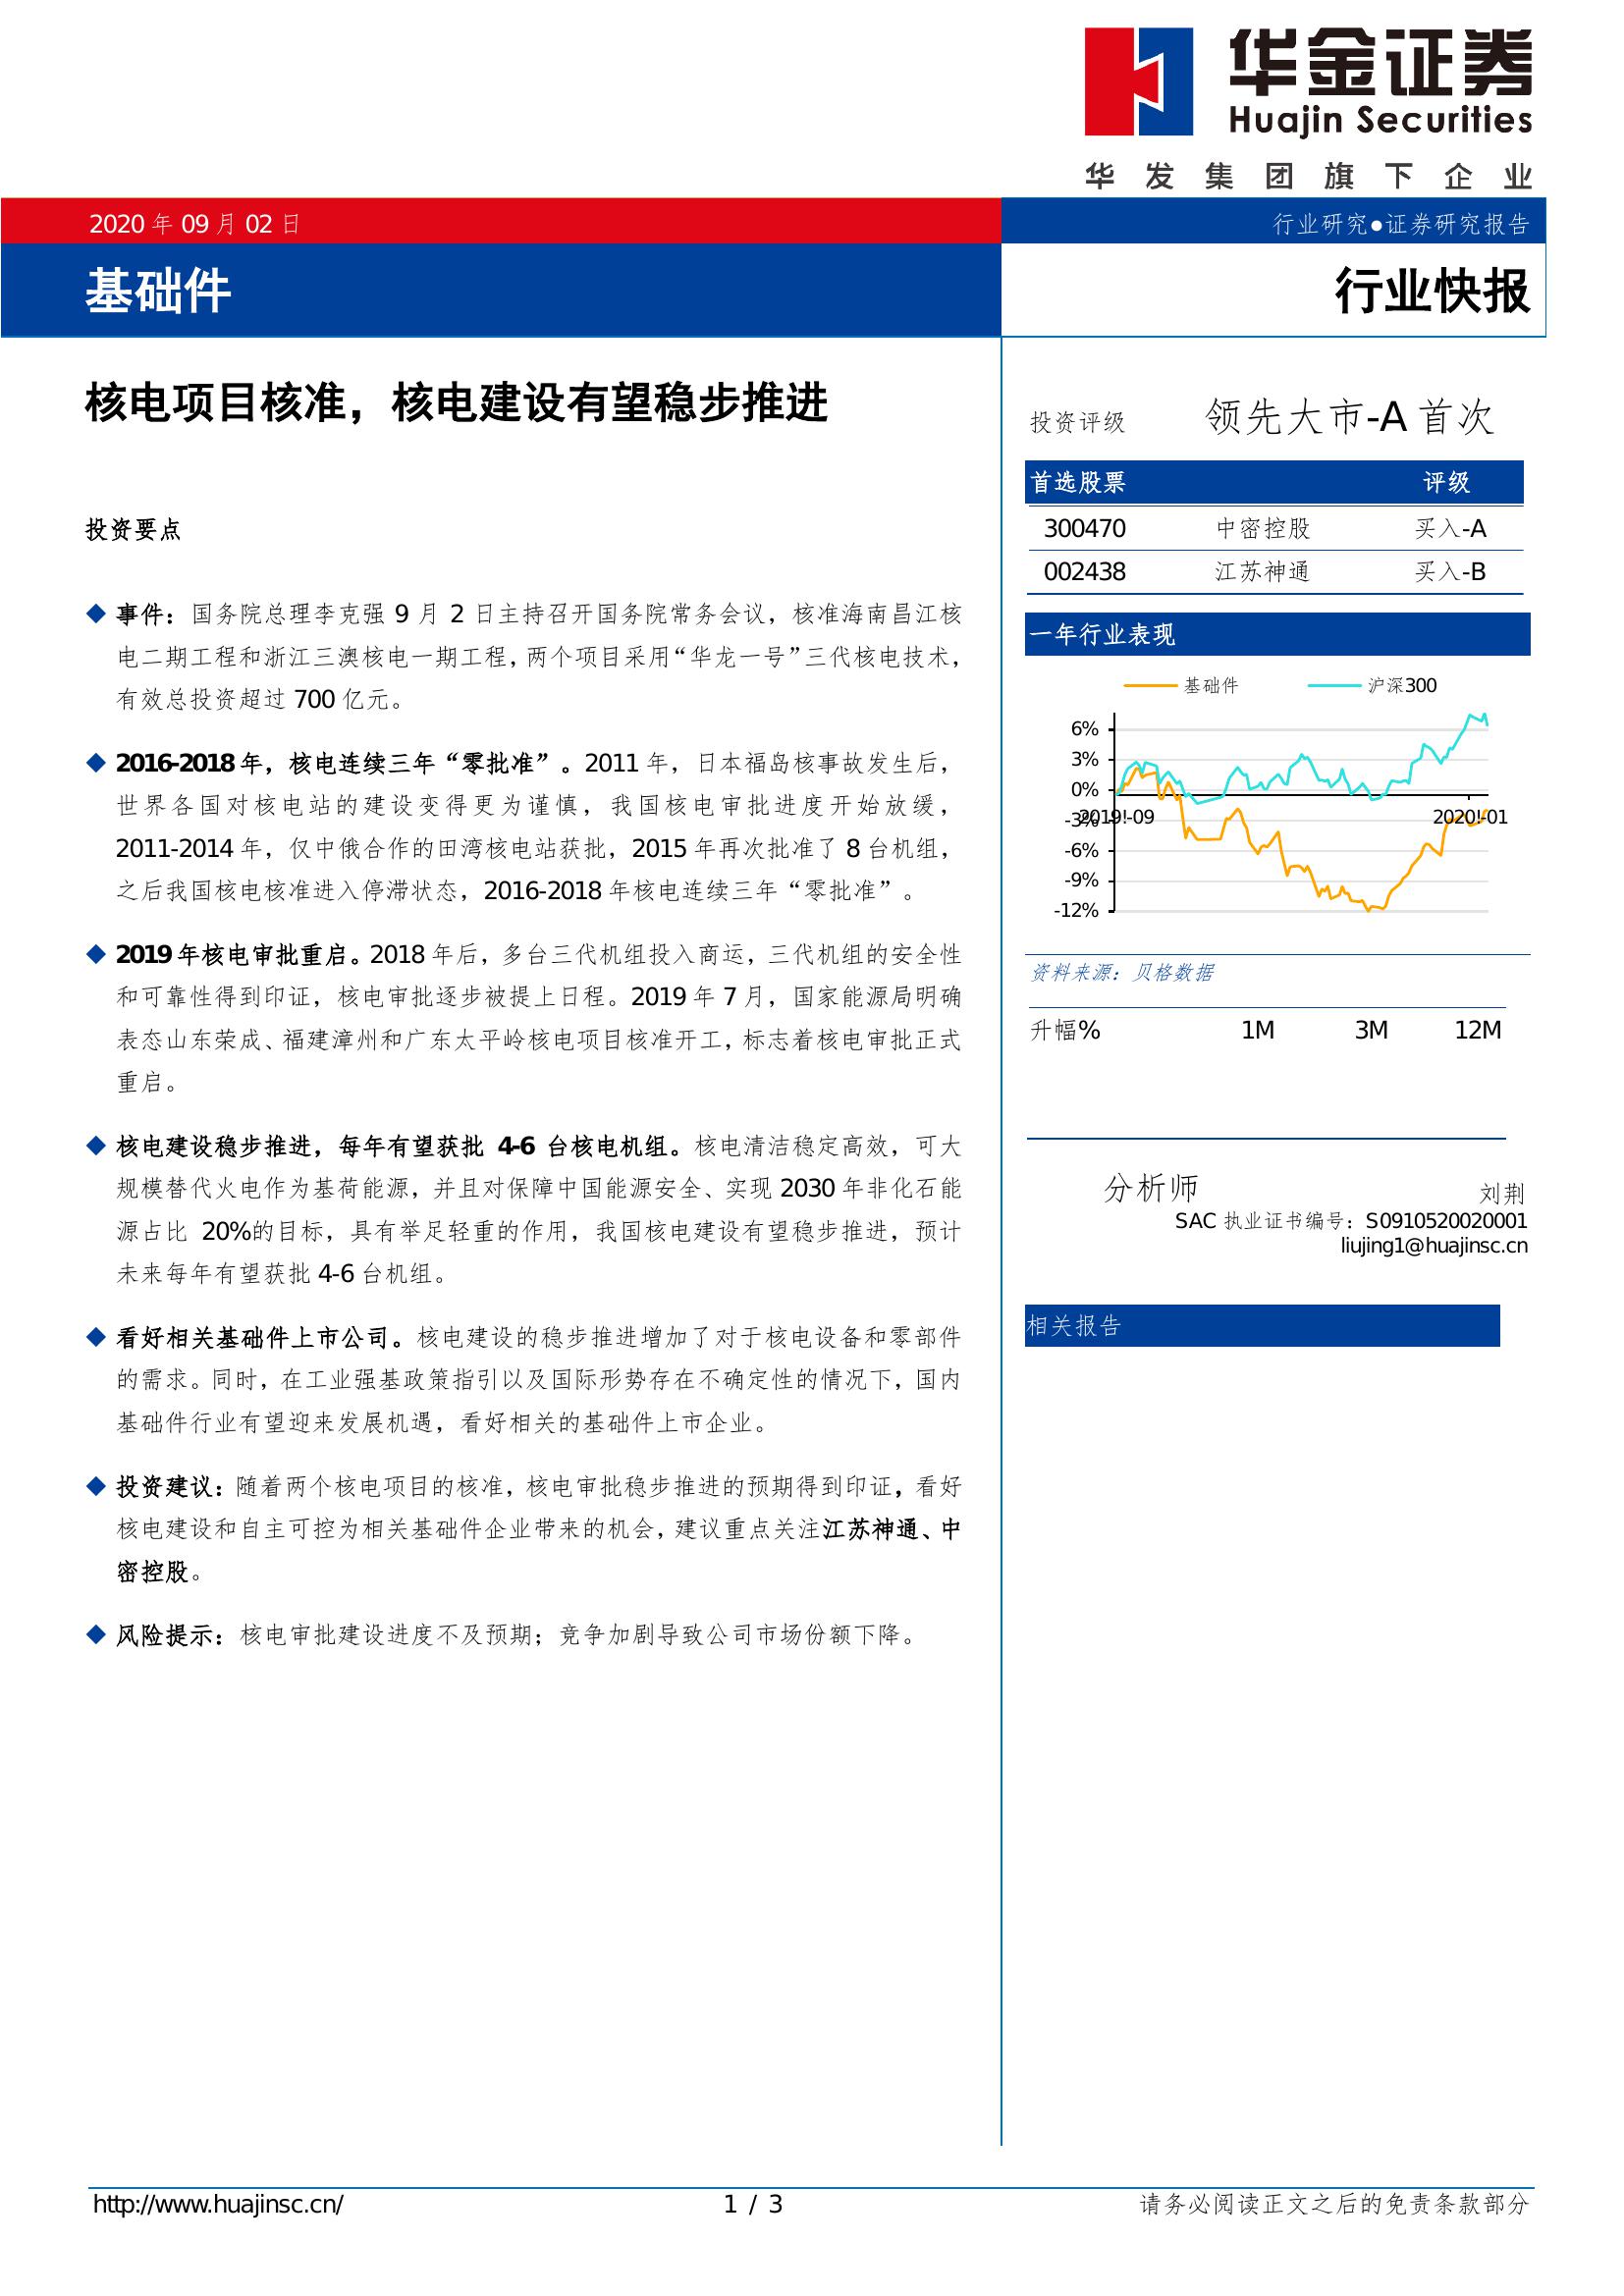 华金证券
Huajin Securities
华发集团旗下企业
2020 年 09 月 02 日
行业研究●证券研究报告
基础件
行业快报
核电项目核准，核电建设有望稳步推进
投资要点
◆ 事件：国务院总理李克强 9 月 2 日主持召开国务院常务会议，核准海南昌江核
电二期工程和浙江三澳核电一期工程，两个项目采用“华龙一号”三代核电技术，
有效总投资超过 700 亿元。
◆ 2016-2018 年，核电连续三年“零批准”。2011 年，日本福岛核事故发生后，
世界各国对核电站的建设变得更为谨慎，我国核电审批进度开始放缓，
2011-2014 年，仅中俄合作的田湾核电站获批，2015 年再次批准了 8 台机组，
之后我国核电核准进入停滞状态，2016-2018 年核电连续三年“零批准”。
◆ 2019 年核电审批重启。2018 年后，多台三代机组投入商运，三代机组的安全性
和可靠性得到印证，核电审批逐步被提上日程。2019 年 7 月，国家能源局明确
表态山东荣成、福建漳州和广东太平岭核电项目核准开工，标志着核电审批正式
重启。
◆ 核电建设稳步推进，每年有望获批 4-6 台核电机组。核电清洁稳定高效，可大
规模替代火电作为基荷能源，并且对保障中国能源安全、实现 2030 年非化石能
源占比 20%的目标，具有举足轻重的作用，我国核电建设有望稳步推进，预计
未来每年有望获批 4-6 台机组。
◆ 看好相关基础件上市公司。核电建设的稳步推进增加了对于核电设备和零部件
的需求。同时，在工业强基政策指引以及国际形势存在不确定性的情况下，国内
基础件行业有望迎来发展机遇，看好相关的基础件上市企业。
◆ 投资建议：随着两个核电项目的核准，核电审批稳步推进的预期得到印证，看好
核电建设和自主可控为相关基础件企业带来的机会，建议重点关注江苏神通、中
密控股。
◆ 风险提示：核电审批建设进度不及预期；竞争加剧导致公司市场份额下降。
投资评级 领先大市-A 首次
首选股票 评级
300470 中密控股 买入-A
002438 江苏神通 买入-B
一年行业表现
基础件 沪深300
6%
3%
0%
-3%
-6%
-9%
-12%
2019!-09 2020!-01
资料来源：贝格数据
升幅% 1M 3M 12M
分析师 刘荆
SAC 执业证书编号：S0910520020001
liujing1@huajinsc.cn
相关报告
http://www.huajinsc.cn/ 1 / 3 请务必阅读正文之后的免责条款部分